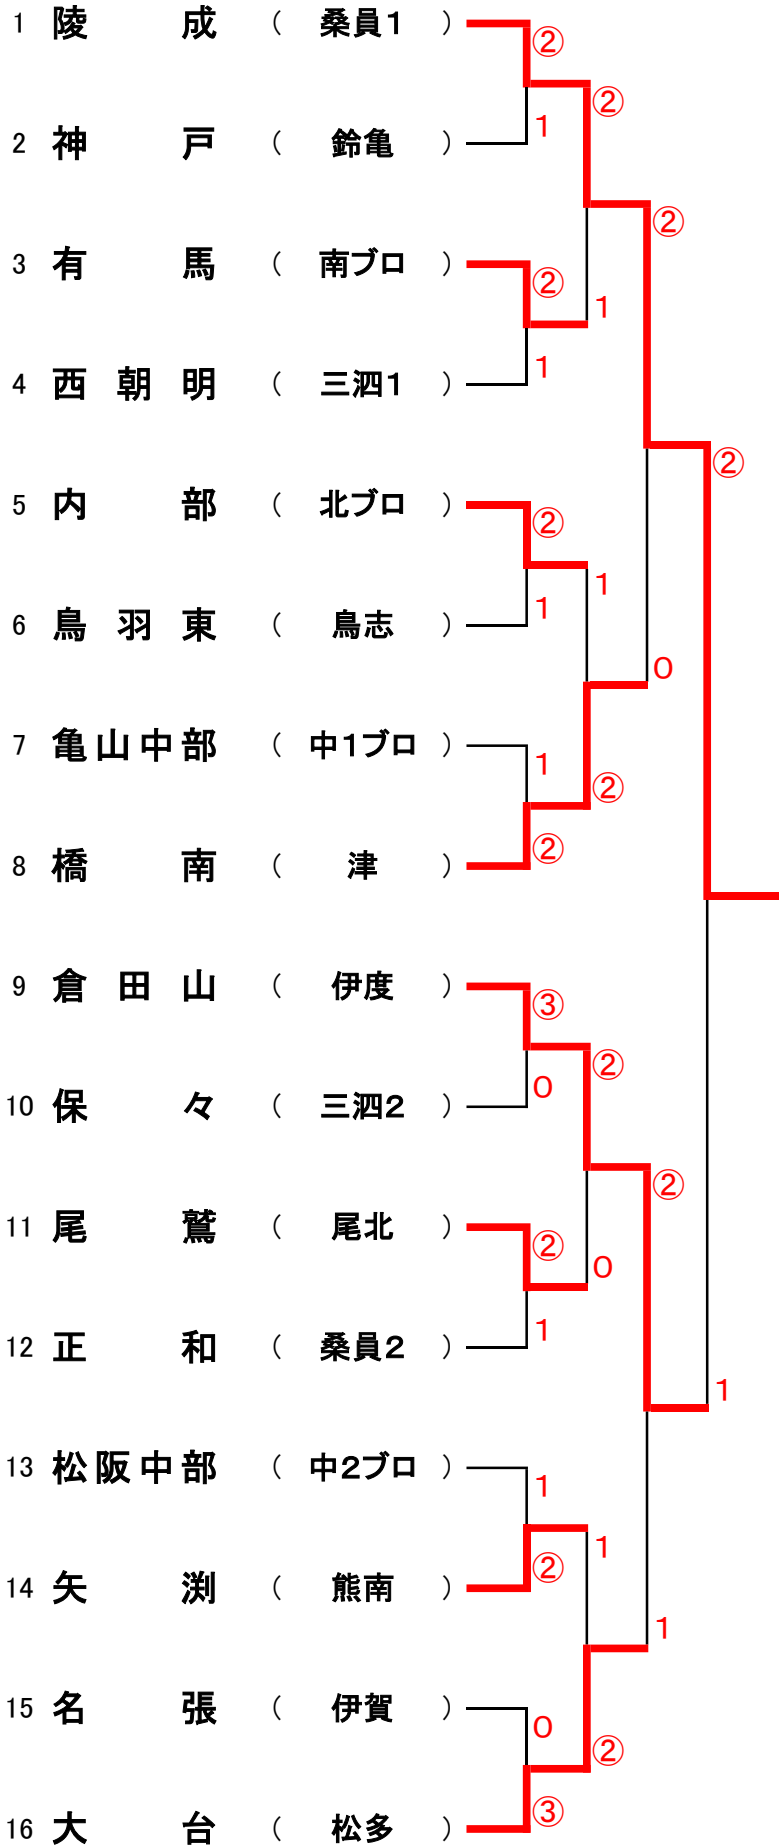 1 陵成 ( 桑員1 )
②
②
1
2 神戸 ( 鈴亀 )
②
3 有馬 ( 南ブロ )
②
1
1
4 西朝明 ( 三泗1 )
②
5 内部 ( 北ブロ )
②
1
1
6 鳥羽東 ( 鳥志 )
0
7 亀山中部 ( 中1ブロ )
1
②
②
8 橋南 ( 津 )
9 倉田山 ( 伊度 )
③
②
0
10 保々 ( 三泗2 )
②
11 尾鷲 ( 尾北 )
②
0
1
12 正和 ( 桑員2 )
1
13 松阪中部 ( 中2ブロ )
1
1
②
14 矢渕 ( 熊南 )
1
15 名張 ( 伊賀 )
0
②
③
16 大台 ( 松多 )